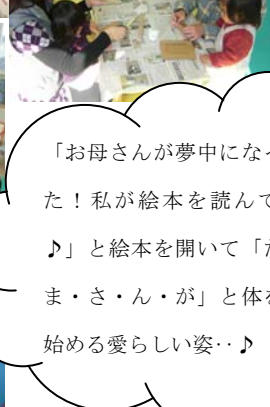 「お母さんが夢中になっ
た！私が絵本を読んで
♪」と絵本を開いて「だ
ま・さ・ん・が」と体を
始める愛らしい姿‥♪